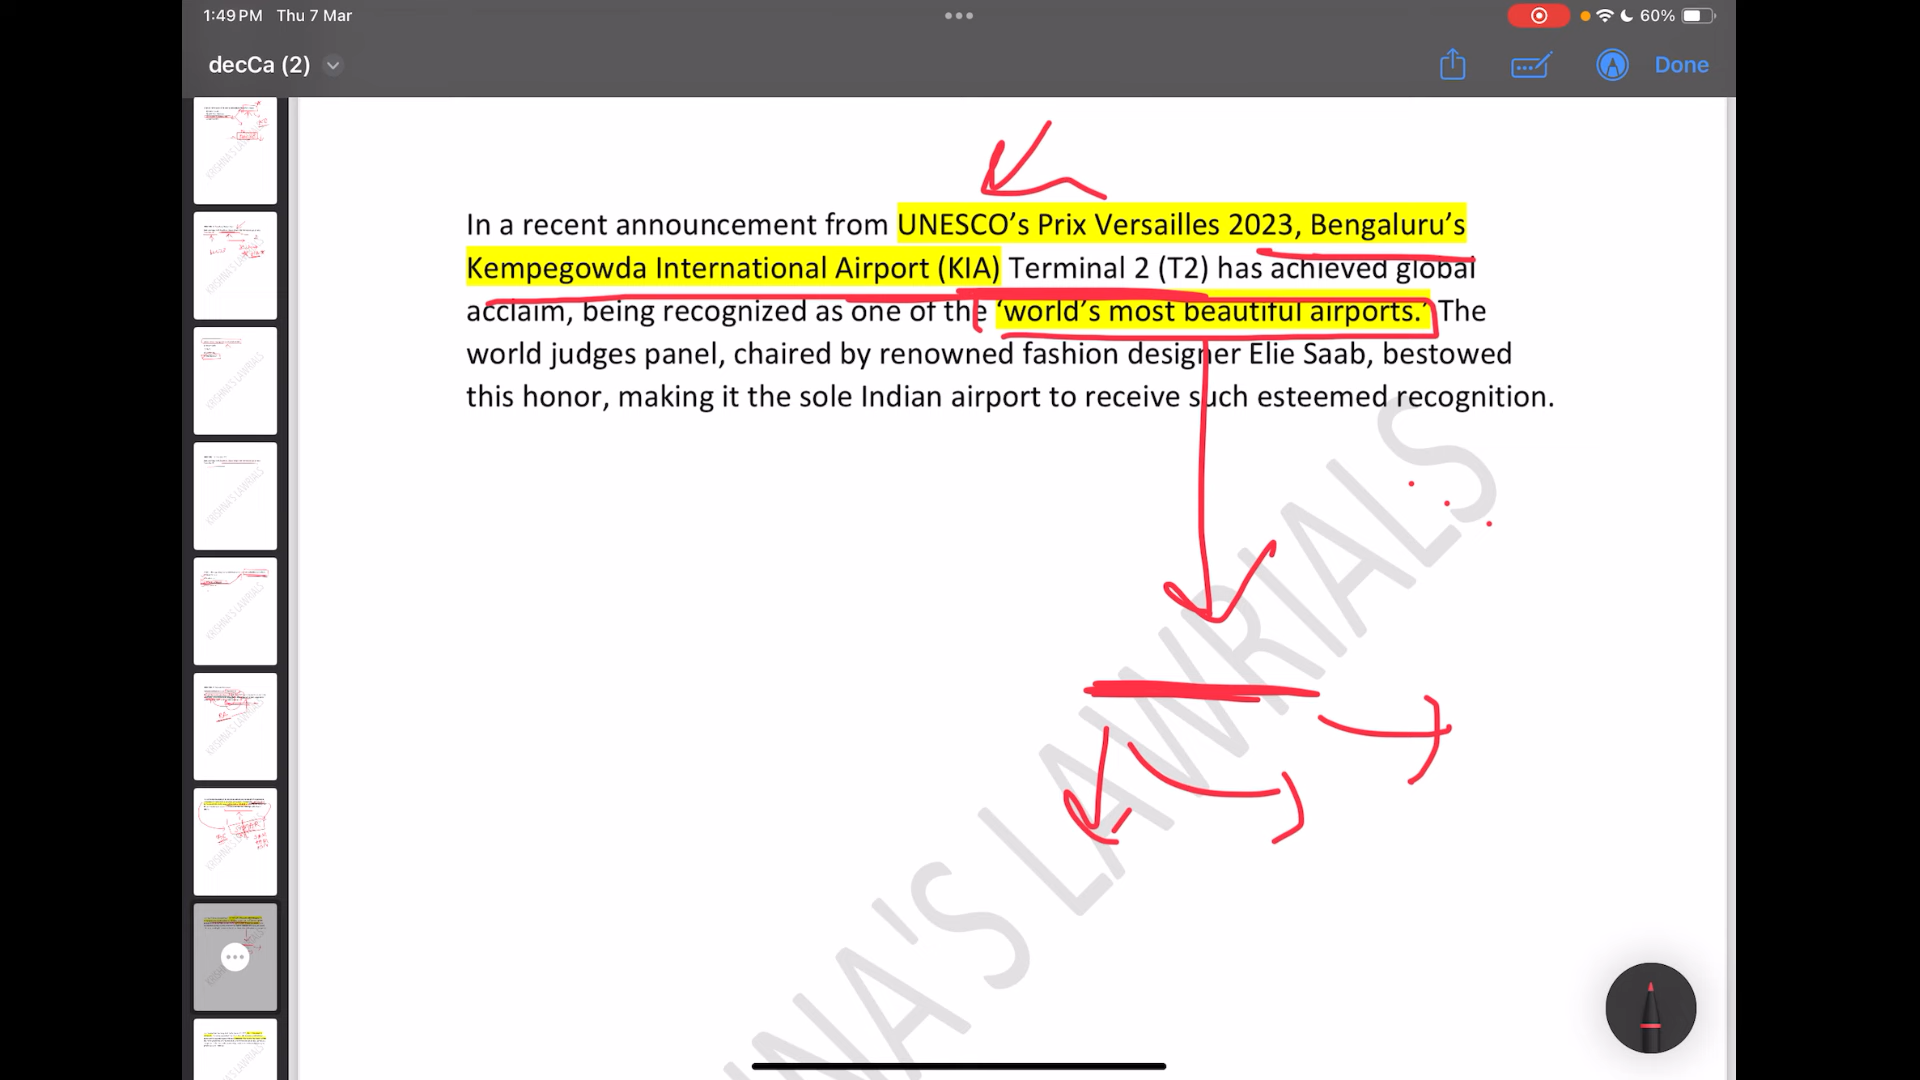 1:49 PM Thu 7 Mar
60%
decCa (2)
Done
In a recent announcement from UNESCO’s Prix Versailles 2023, Bengaluru’s
Kempegowda International Airport (KIA) Terminal 2 (T2) has achieved global
acclaim, being recognized as one of the ‘world’s most beautiful airports.’ The
world judges panel, chaired by renowned fashion designer Elie Saab, bestowed
this honor, making it the sole Indian airport to receive such esteemed recognition.
NA'S LAWRIALS